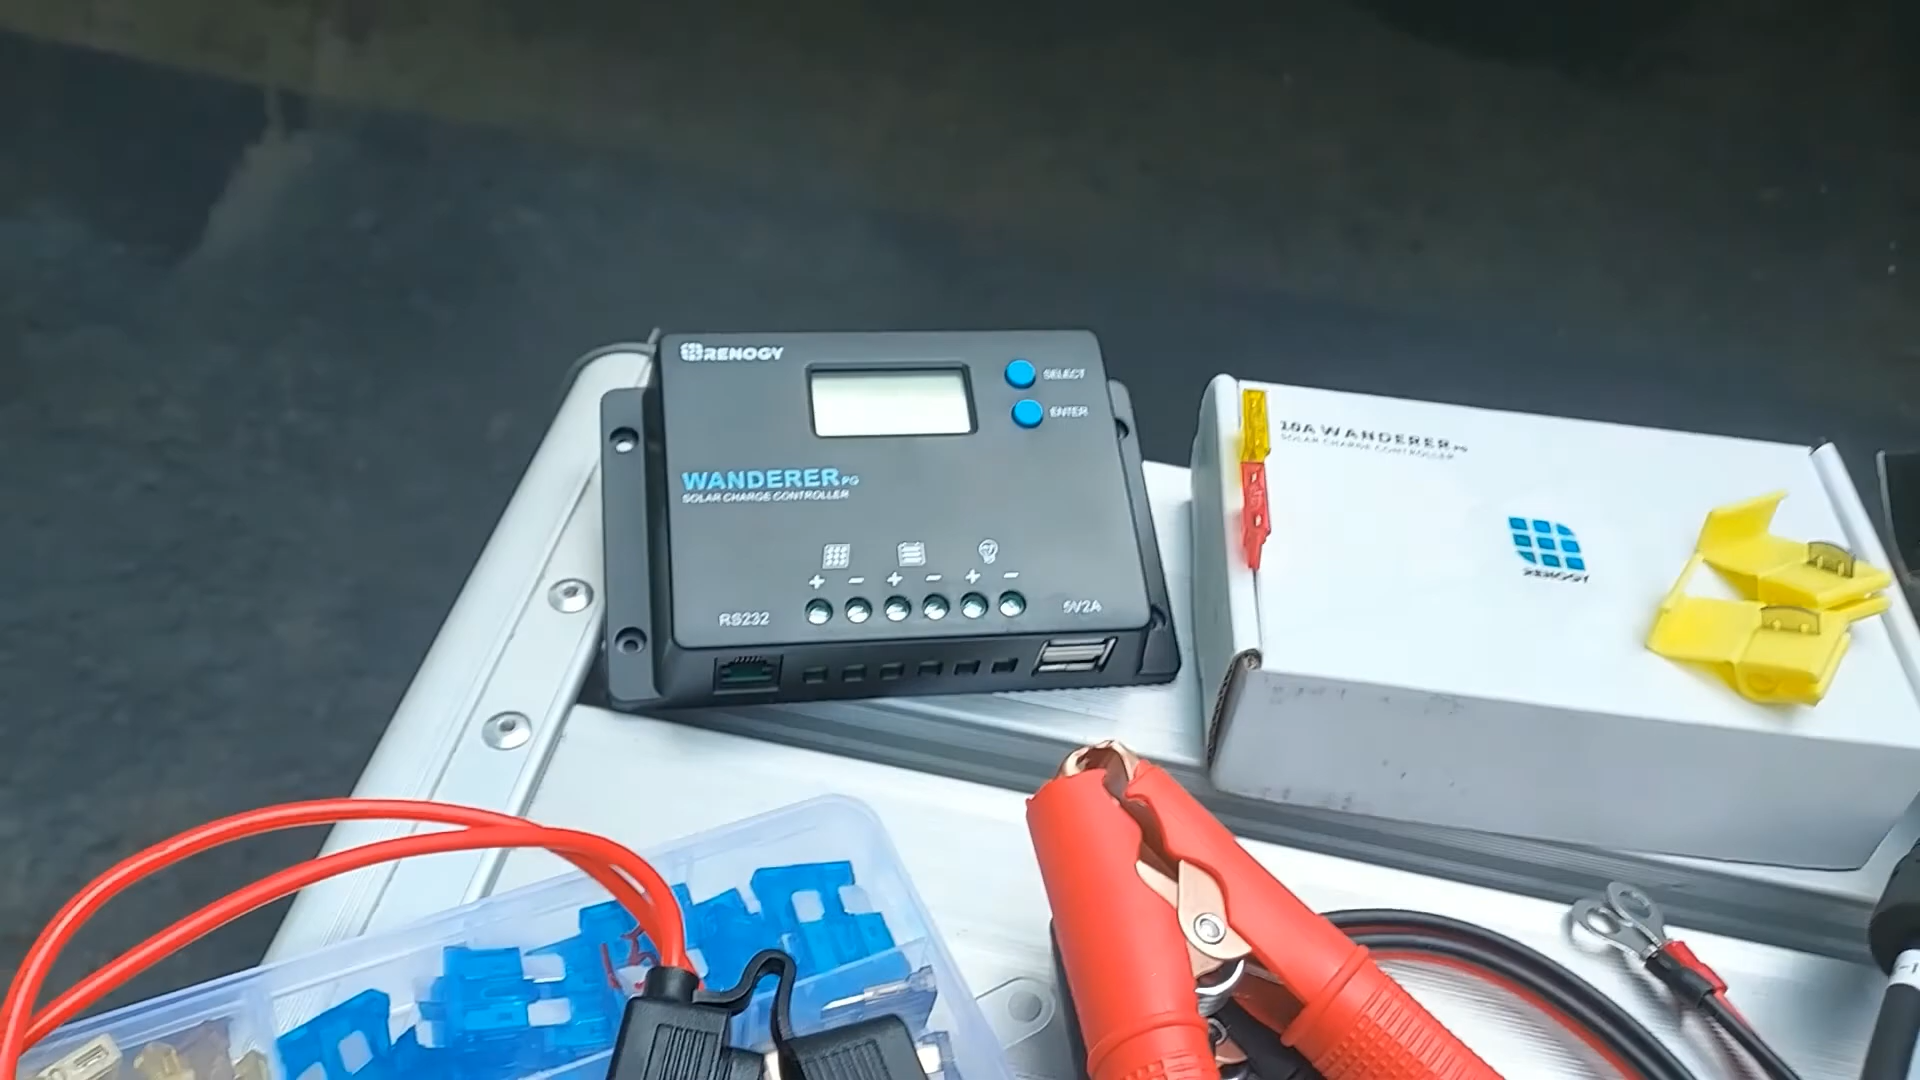 RENOGY
SELECT
ENTER
WANDERER PG
SOLAR CHARGE CONTROLLER
+ − + − + −
RS232
5V2A
10A WANDERER PG
SOLAR CHARGE CONTROLLER
RENOGY